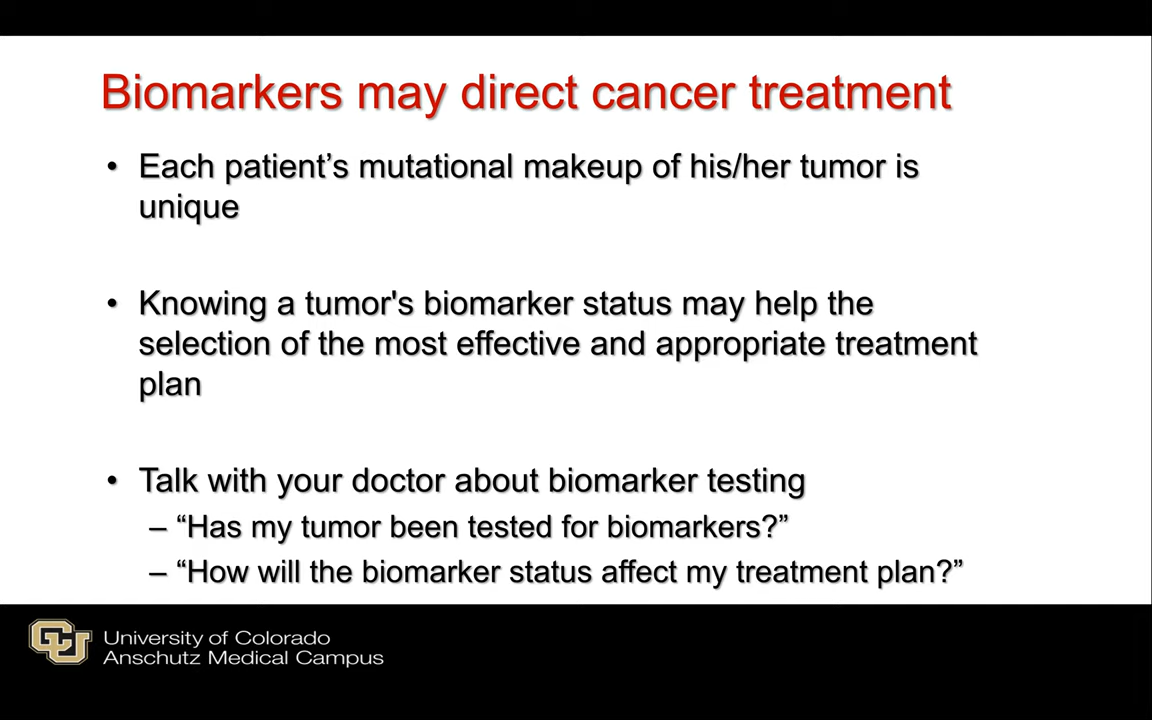 Biomarkers may direct cancer treatment
• Each patient’s mutational makeup of his/her tumor is
unique
• Knowing a tumor's biomarker status may help the
selection of the most effective and appropriate treatment
plan
• Talk with your doctor about biomarker testing
– “Has my tumor been tested for biomarkers?”
– “How will the biomarker status affect my treatment plan?”
CU
University of Colorado
Anschutz Medical Campus